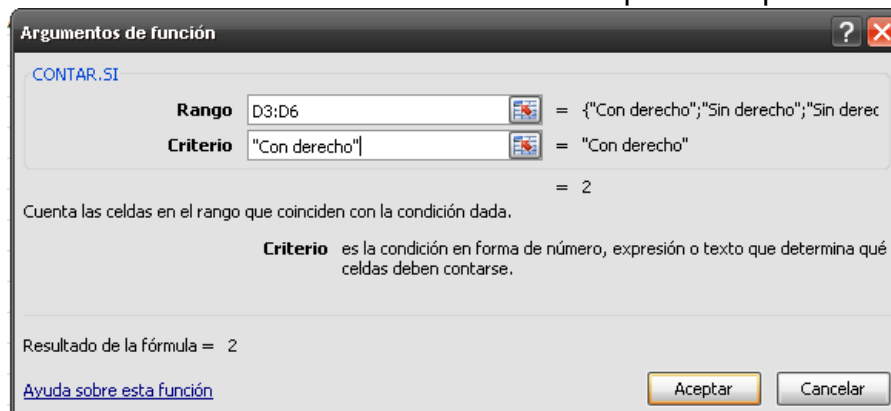 Argumentos de función
CONTAR.SI
Rango D3:D6 = {"Con derecho";"Sin derecho";"Sin derec
Criterio "Con derecho" = "Con derecho"
= 2
Cuenta las celdas en el rango que coinciden con la condición dada.
Criterio es la condición en forma de número, expresión o texto que determina qué
celdas deben contarse.
Resultado de la fórmula = 2
Ayuda sobre esta función Aceptar Cancelar